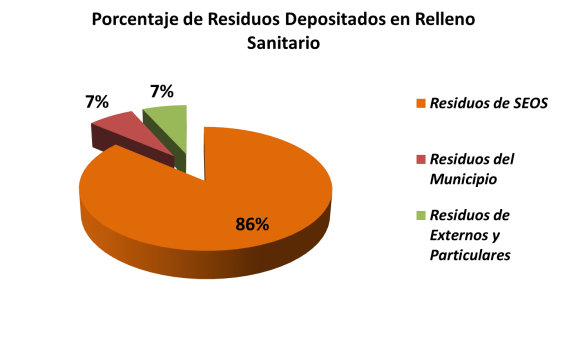 Porcentaje de Residuos Depositados en Relleno
Sanitario
7%
7%
86%
Residuos de SEOS
Residuos del
Municipio
Residuos de
Externos y
Particulares